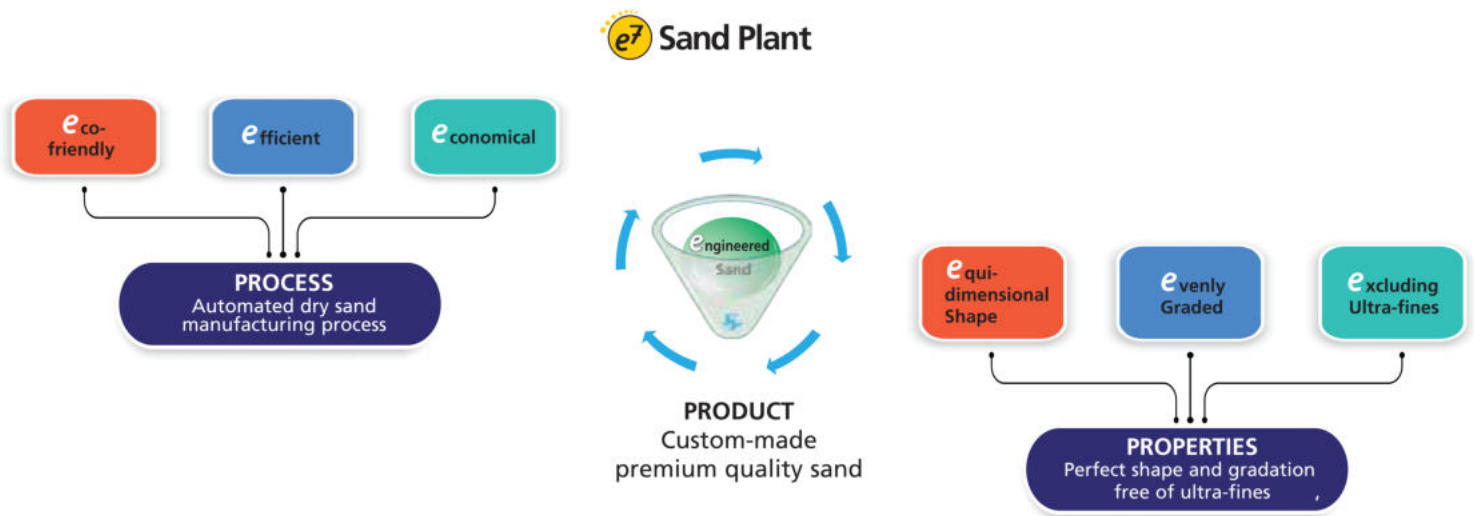 e7 Sand Plant
eco-
friendly
efficient
economical
PROCESS
Automated dry sand
manufacturing process
engineered
Sand
PRODUCT
Custom-made
premium quality sand
equi-
dimensional
Shape
evenly
Graded
excluding
Ultra-fines
PROPERTIES
Perfect shape and gradation
free of ultra-fines ,